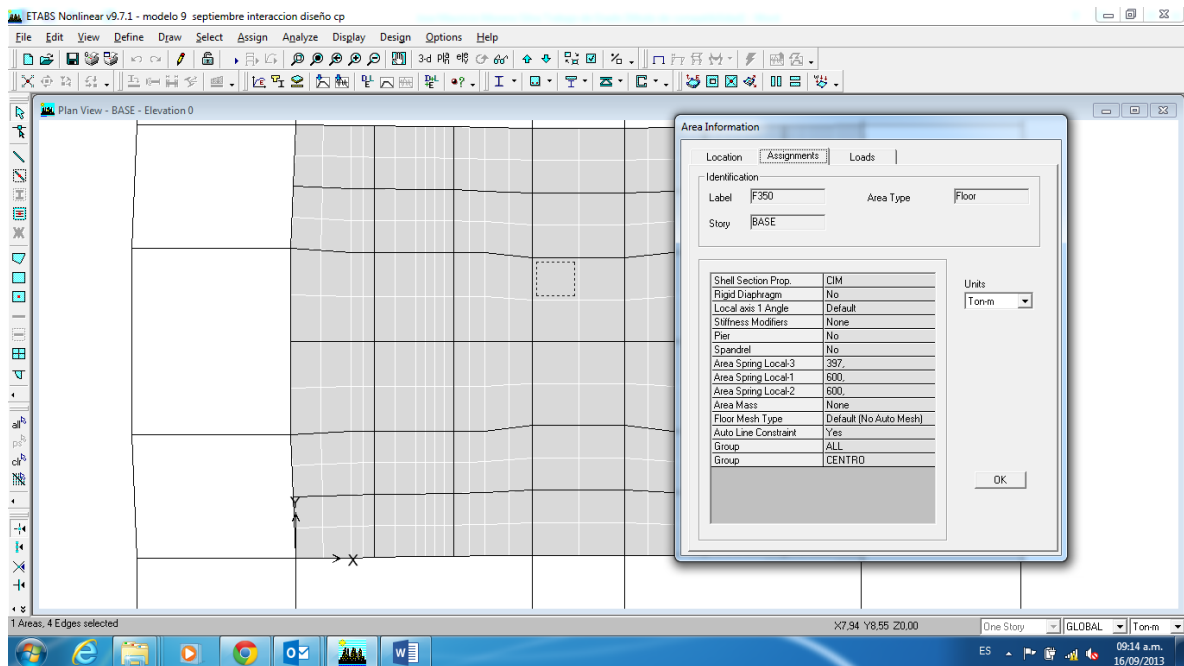 ETABS Nonlinear v9.7.1 - modelo 9 septiembre interaccion diseño cp
File Edit View Define Draw Select Assign Analyze Display Design Options Help
3-d
Plan View - BASE - Elevation 0
Area Information
Location Assignments Loads
Identification
Label F350 Area Type Floor
Story BASE
Shell Section Prop. CIM
Rigid Diaphragm No
Local axis 1 Angle Default
Stiffness Modifiers None
Pier No
Spandrel No
Area Spring Local-3 397,
Area Spring Local-1 600,
Area Spring Local-2 600,
Area Mass None
Floor Mesh Type Default (No Auto Mesh)
Auto Line Constraint Yes
Group ALL
Group CENTRO
Units
Ton-m
OK
all
ps
clr
Y
X
1 Areas, 4 Edges selected
X7,94 Y8,55 Z0,00
One Story
GLOBAL
Ton-m
ES
09:14 a.m.
16/09/2013